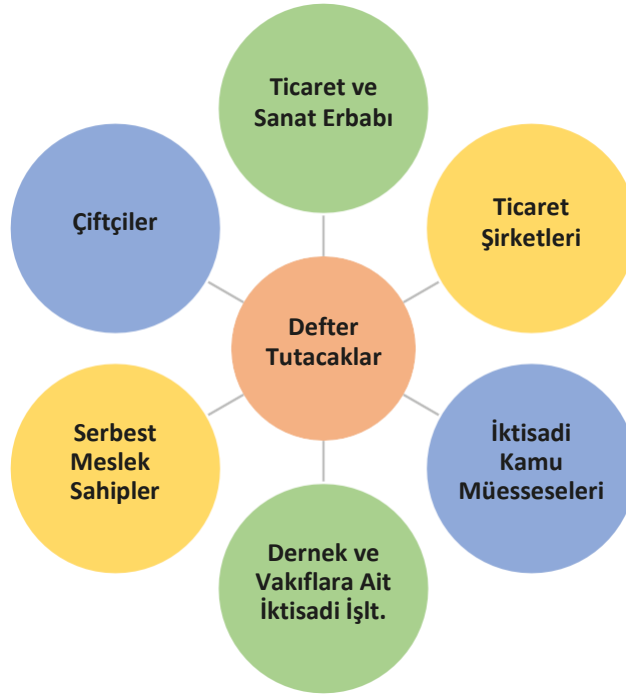 Ticaret ve
Sanat Erbabı
Çiftçiler
Ticaret
Şirketleri
Defter
Tutacaklar
Serbest
Meslek
Sahipler
İktisadi
Kamu
Müesseseleri
Dernek ve
Vakıflara Ait
İktisadi İşlt.